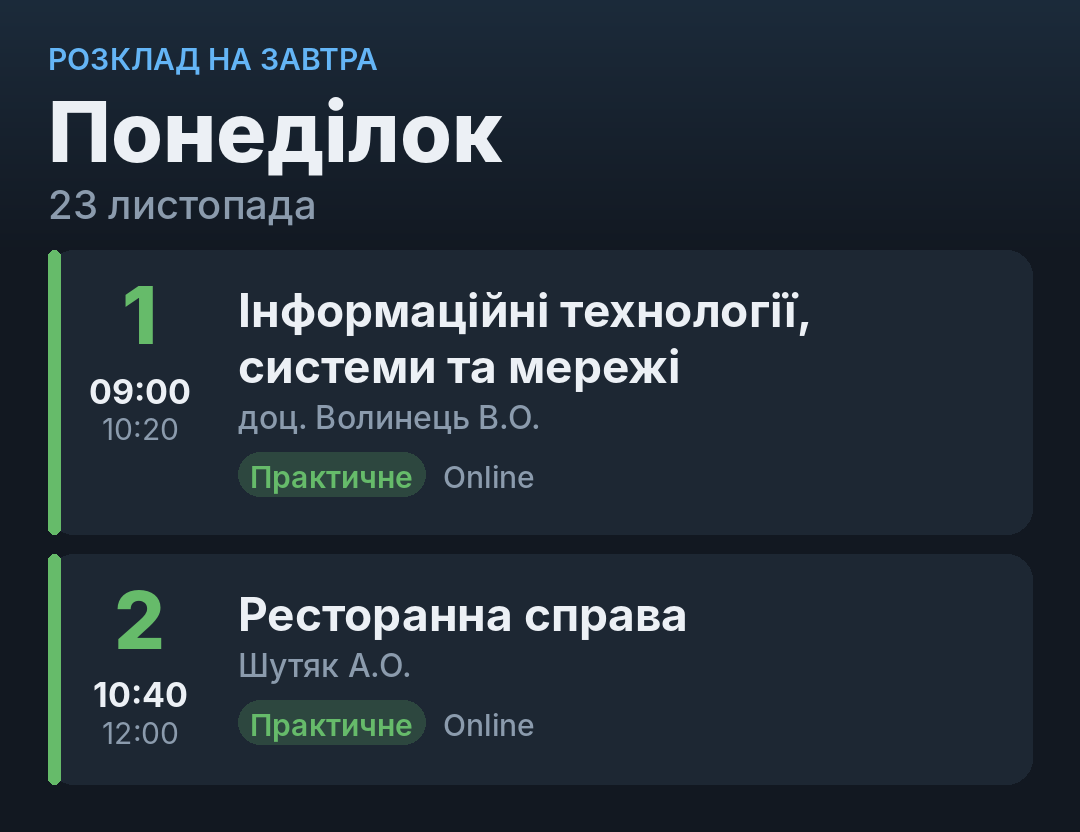 РОЗКЛАД НА ЗАВТРА
Понеділок
23 листопада
1
09:00
10:20
Інформаційні технології,
системи та мережі
доц. Волинець В.О.
Практичне Online
2
10:40
12:00
Ресторанна справа
Шутяк А.О.
Практичне Online